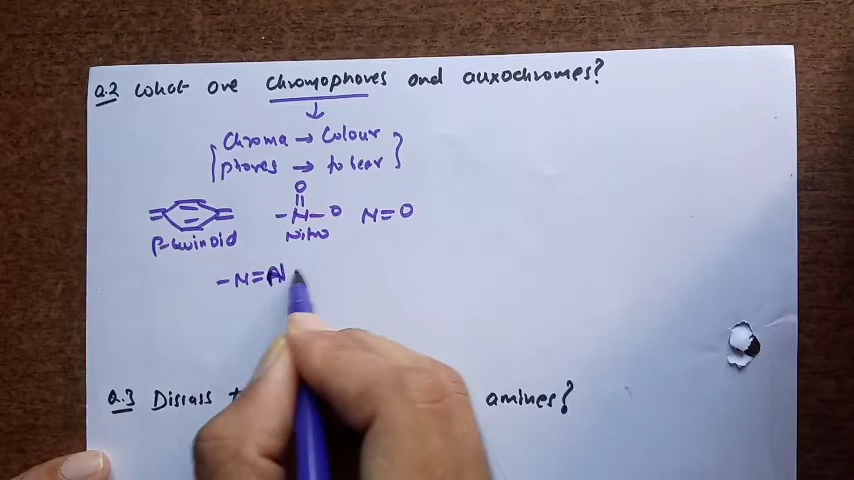 Q.2 What are chromophores and auxochromes?
Chroma → Colour
phores → to bear
O
-N-O N=O
p-Quinoid Nitro
-N=N
Q.3 Discuss amines?